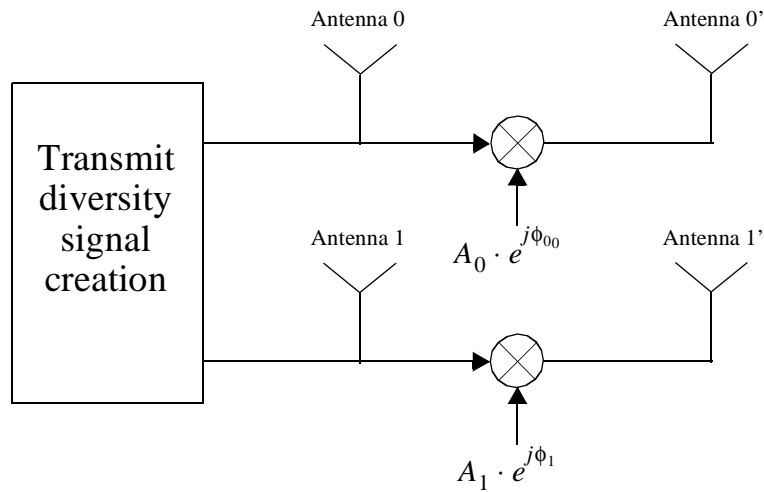 Antenna 0
Antenna 0’
Transmit
diversity
signal
creation
A₀ · e^{jϕ₀₀}
Antenna 1
Antenna 1’
A₁ · e^{jϕ₁}